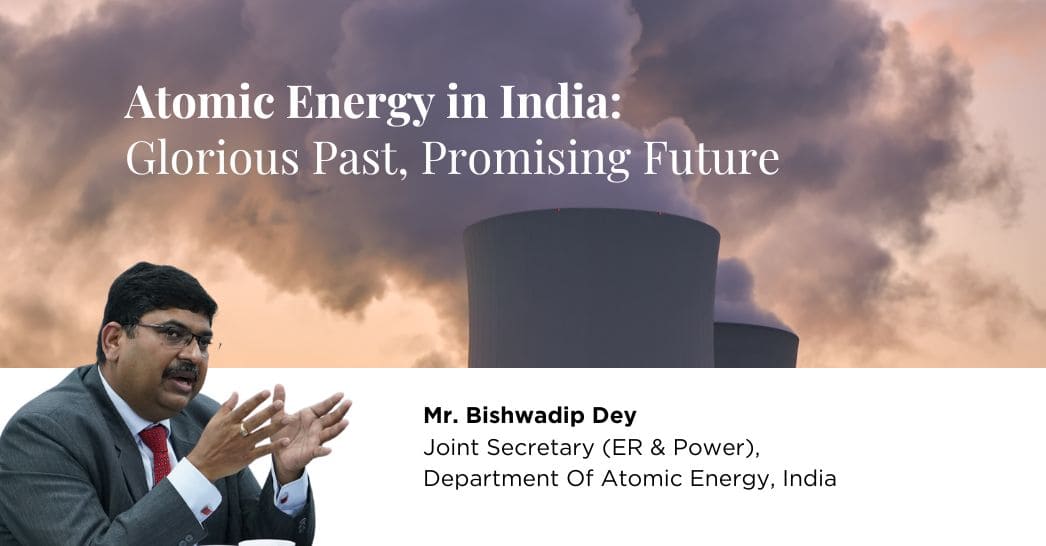 Atomic Energy in India:
Glorious Past, Promising Future
Mr. Bishwadip Dey
Joint Secretary (ER & Power),
Department Of Atomic Energy, India